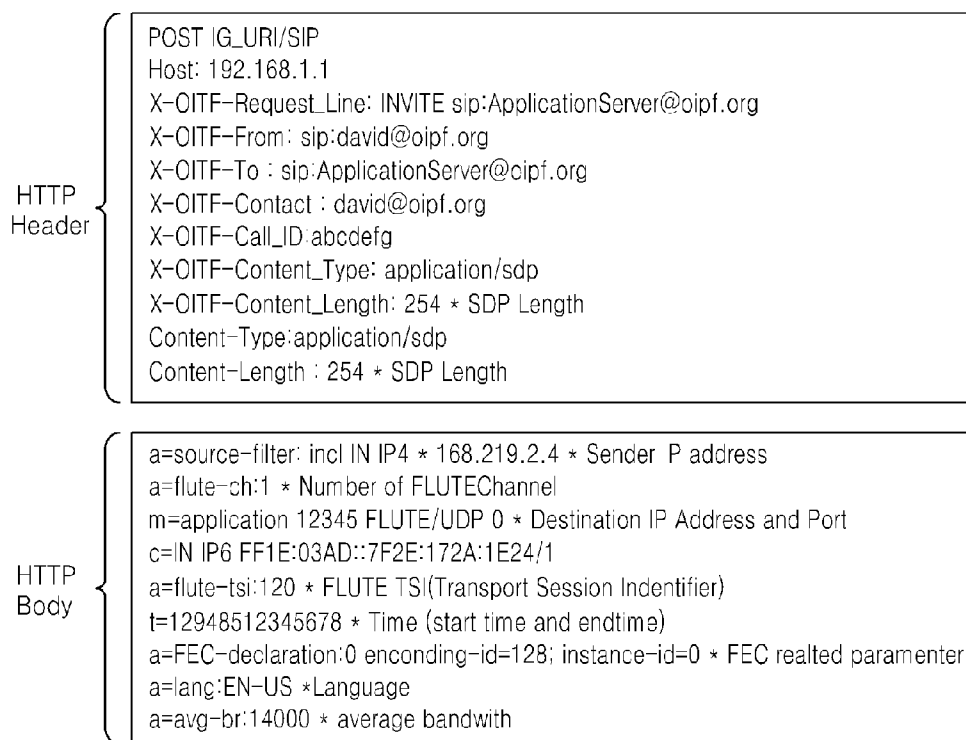 HTTP
Header
POST IG_URI/SIP
Host: 192.168.1.1
X-OITF-Request_Line: INVITE sip:ApplicationServer@oipf.org
X-OITF-From: sip:david@oipf.org
X-OITF-To : sip:ApplicationServer@oipf.org
X-OITF-Contact : david@oipf.org
X-OITF-Call_ID:abcdefg
X-OITF-Content_Type: application/sdp
X-OITF-Content_Length: 254 * SDP Length
Content-Type:application/sdp
Content-Length : 254 * SDP Length
HTTP
Body
a=source-filter: incl IN IP4 * 168.219.2.4 * Sender IP address
a=flute-ch:1 * Number of FLUTEChannel
m=application 12345 FLUTE/UDP 0 * Destination IP Address and Port
c=IN IP6 FF1E:03AD::7F2E:172A:1E24/1
a=flute-tsi:120 * FLUTE TSI(Transport Session Indentifier)
t=12948512345678 * Time (start time and endtime)
a=FEC-declaration:0 enconding-id=128; instance-id=0 * FEC realted paramenter
a=lang:EN-US *Language
a=avg-br:14000 * average bandwith